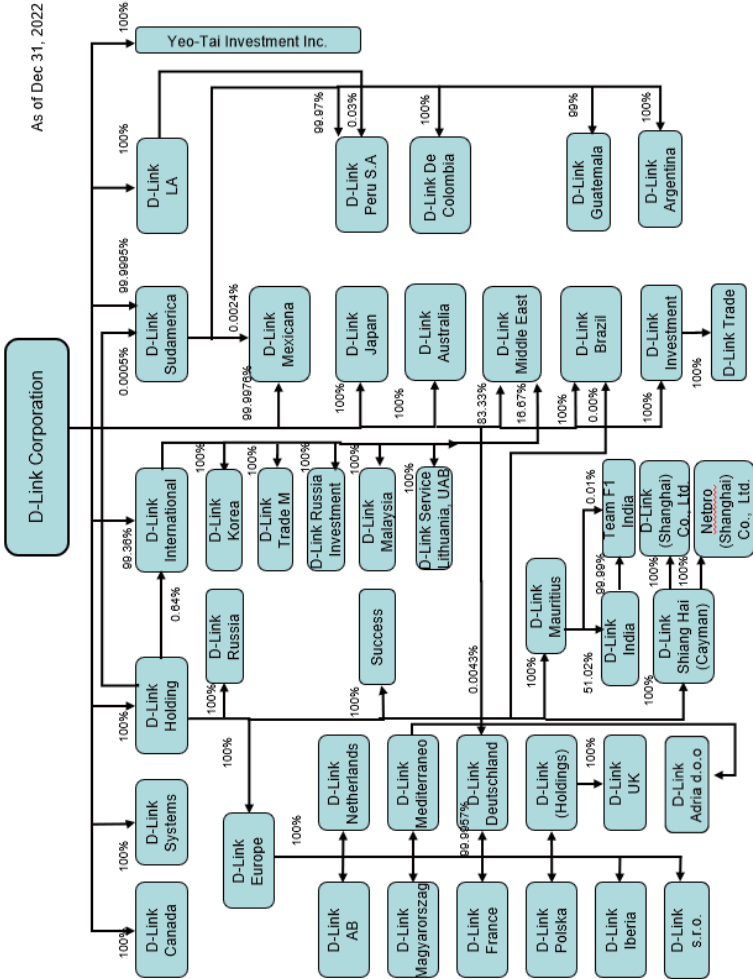 As of Dec 31, 2022
D-Link Corporation
100%
D-Link
Canada
100%
D-Link
Systems
100%
D-Link
Holding
99.36%
D-Link
International
0.64%
0.0005%
99.9995%
D-Link
Sudamerica
100%
D-Link
LA
100%
Yeo-Tai Investment Inc.
100%
D-Link
Europe
100%
D-Link
Russia
100%
D-Link
Korea
100%
D-Link
Trade M
100%
D-Link Russia
Investment
100%
D-Link
Malaysia
100%
D-Link Service
Lithuania, UAB
0.0024%
99.9976%
D-Link
Mexicana
100%
D-Link
Japan
100%
D-Link
Australia
83.33%
16.67%
D-Link
Middle East
100%
0.00%
D-Link
Brazil
100%
D-Link
Investment
100%
D-Link Trade
99.97%
0.03%
D-Link
Peru S.A
100%
D-Link De
Colombia
99%
D-Link
Guatemala
100%
D-Link
Argentina
100%
Success
100%
D-Link
Mauritius
51.02%
D-Link
India
99.99%
0.01%
Team F1
India
100%
D-Link
Shiang Hai
(Cayman)
100%
D-Link
(Shanghai)
Co., Ltd.
100%
Netpro
(Shanghai)
Co., Ltd.
100%
D-Link
AB
D-Link
Netherlands
D-Link
Magyarorszag
D-Link
Mediterraneo
D-Link
France
99.9957%
0.0043%
D-Link
Deutschland
D-Link
Polska
D-Link
(Holdings)
100%
D-Link
UK
D-Link
Iberia
D-Link
s.r.o.
D-Link
Adria d.o.o